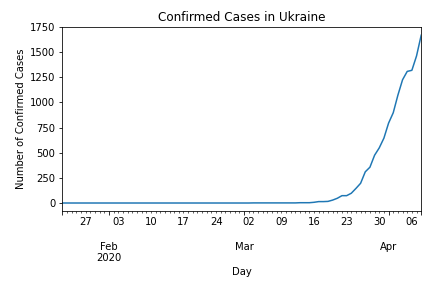 Confirmed Cases in Ukraine
Number of Confirmed Cases
1750
1500
1250
1000
750
500
250
0
27 03 10 17 24 02 09 16 23 30 06
Feb Mar Apr
2020
Day